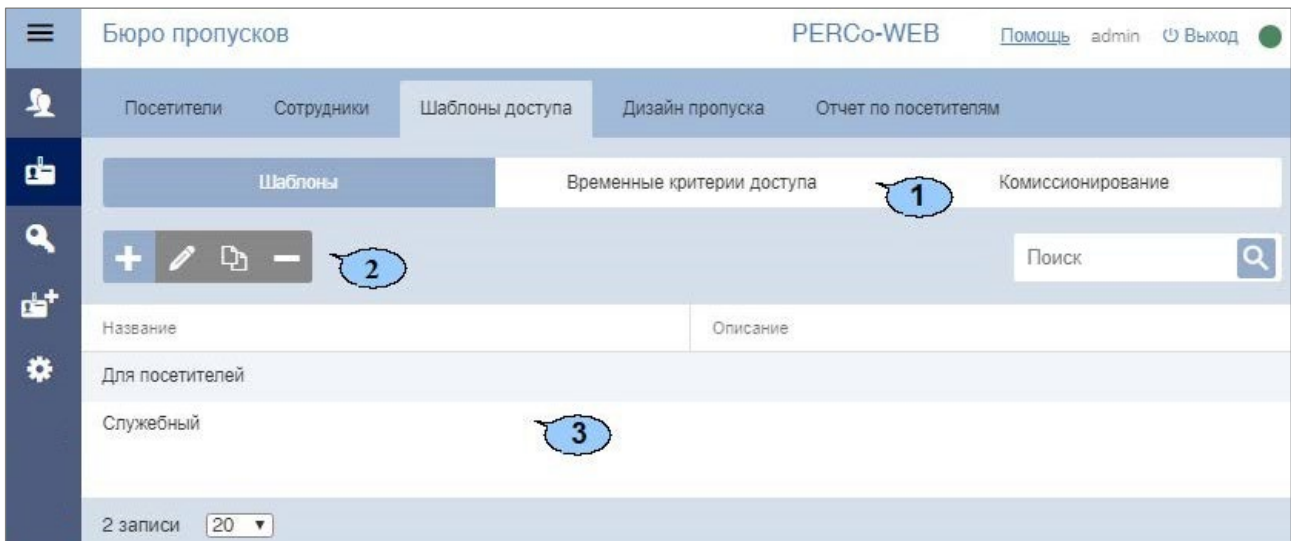 Бюро пропусков PERCo-WEB Помощь admin Выход
Посетители Сотрудники Шаблоны доступа Дизайн пропуска Отчет по посетителям
Шаблоны Временные критерии доступа 1 Комиссионирование
2 Поиск
Название Описание
Для посетителей
Служебный 3
2 записи 20